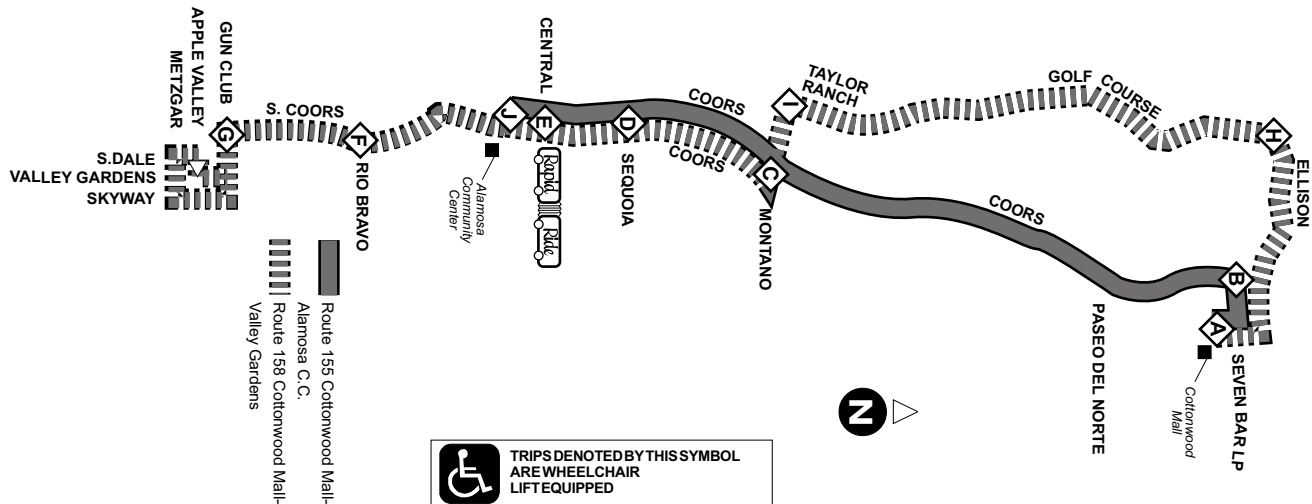 METZGAR
APPLE VALLEY
GUN CLUB
S. COORS
S.DALE
VALLEY GARDENS
SKYWAY
G
F
RIO BRAVO
J
CENTRAL
E
Rapid
Ride
Alamosa
Community
Center
D
SEQUOIA
COORS
COORS
C
MONTANO
I
TAYLOR
RANCH
GOLF
COURSE
COORS
H
ELLISON
B
A
SEVEN BAR LP
Cottonwood
Mall
PASEO DEL NORTE
N
Route 155 Cottonwood Mall-
Alamosa C.C.
Route 158 Cottonwood Mall-
Valley Gardens
TRIPS DENOTED BY THIS SYMBOL
ARE WHEELCHAIR
LIFT EQUIPPED